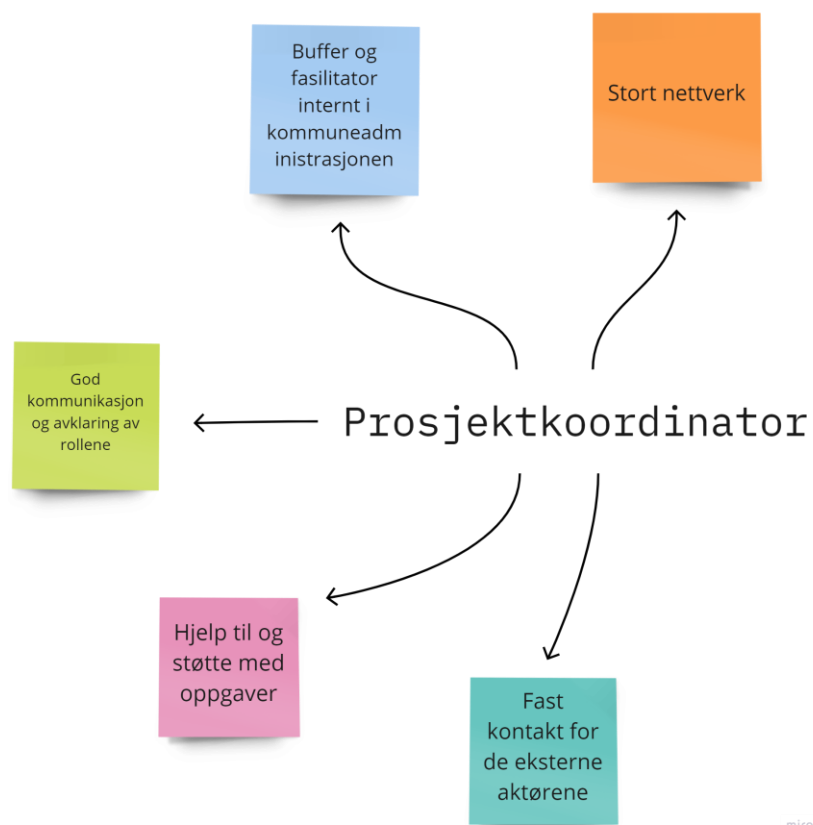 Buffer og
fasilitator
internt i
kommuneadm
inistrasjonen
Stort nettverk
God
kommunikasjon
og avklaring av
rollene
Prosjektkoordinator
Hjelp til og
støtte med
oppgaver
Fast
kontakt for
de eksterne
aktørene
miro